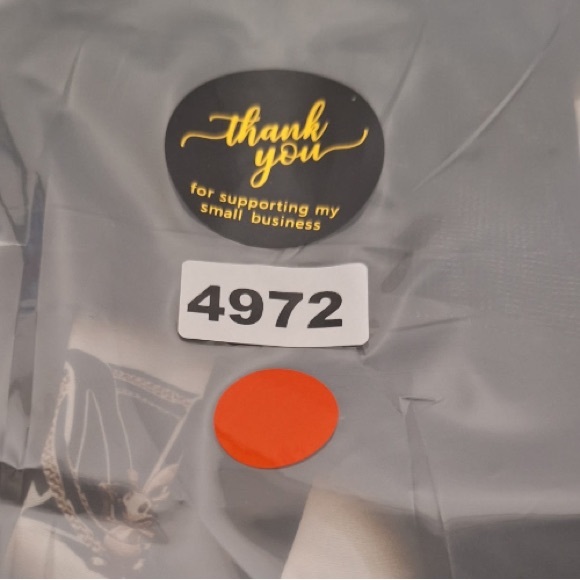 thank
you
for supporting my
small business
4972